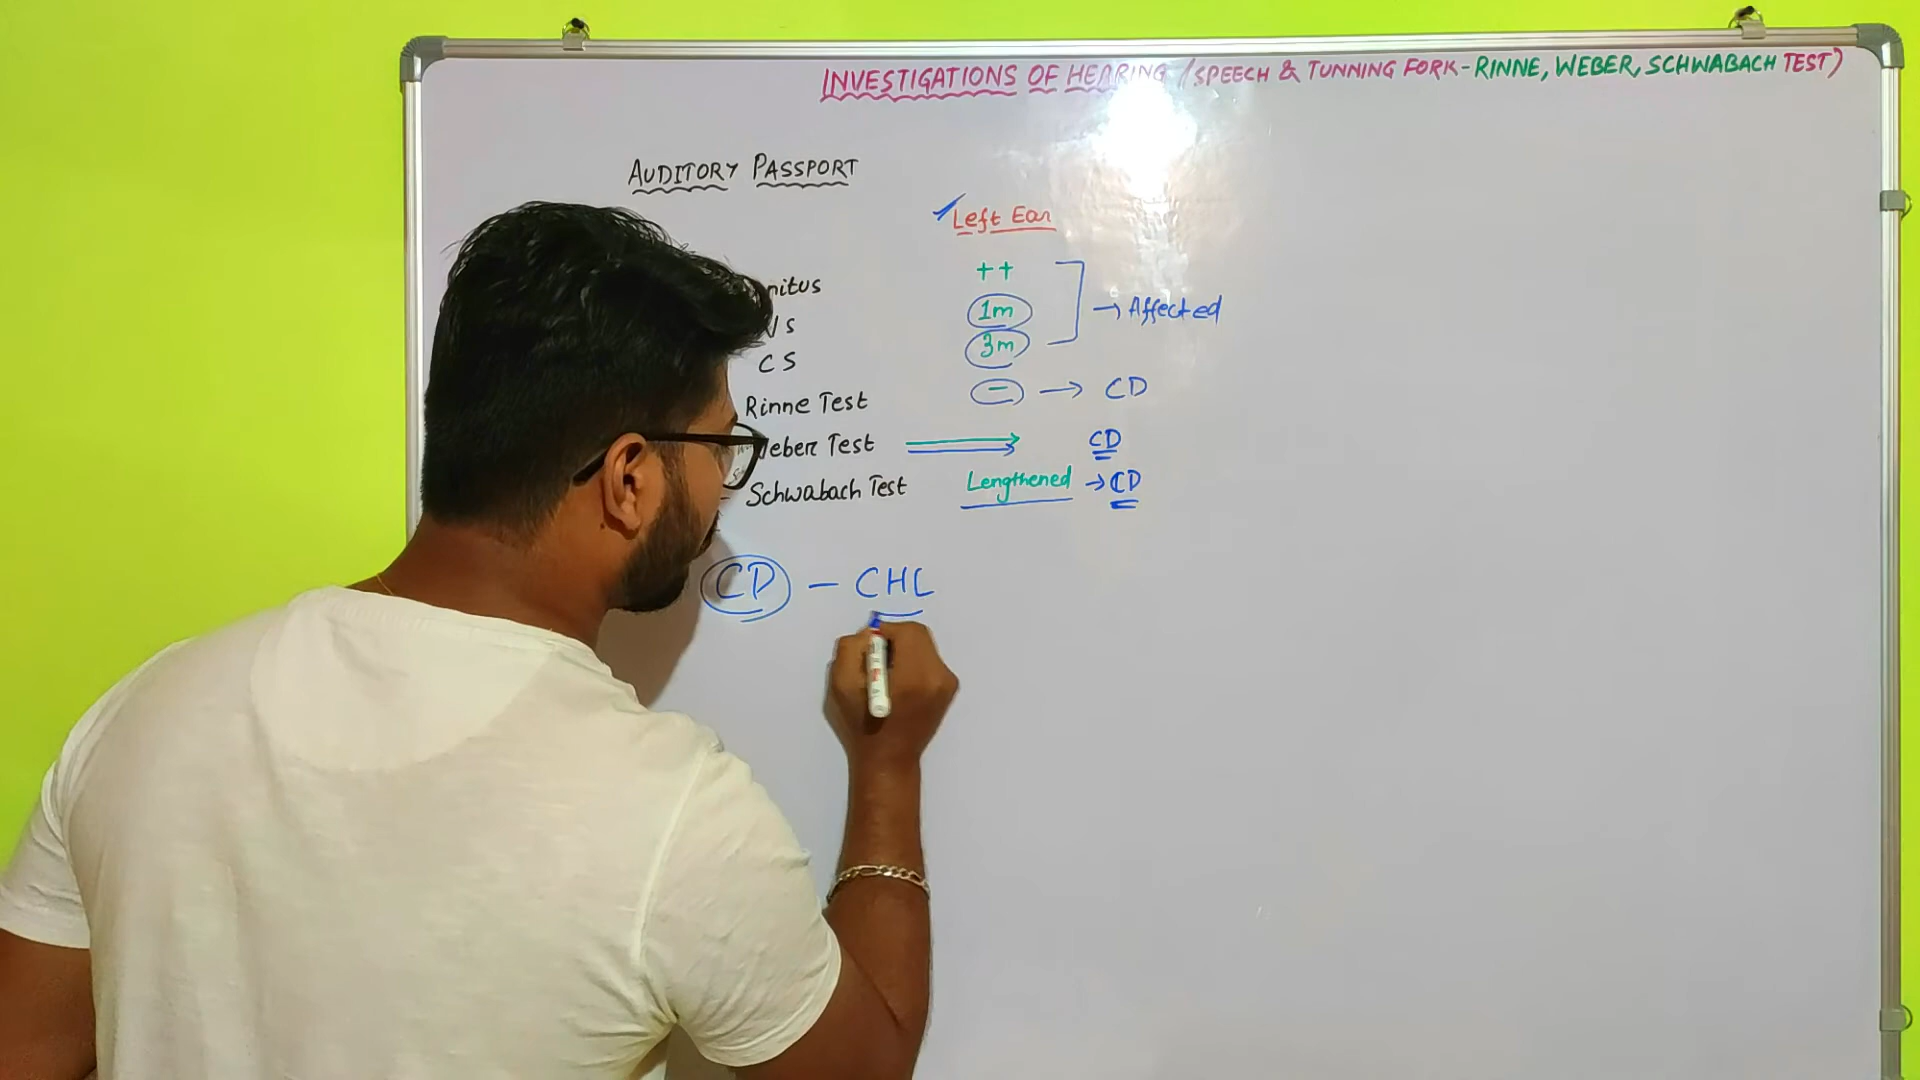 INVESTIGATIONS OF HEARING (SPEECH & TUNNING FORK - RINNE, WEBER, SCHWABACH TEST)
AUDITORY PASSPORT
Left Ear
nitus ++
S 1m → Affected
CS 3m
Rinne Test - → CD
eber Test CD
Schwabach Test Lengthened → CD
CD - CHL